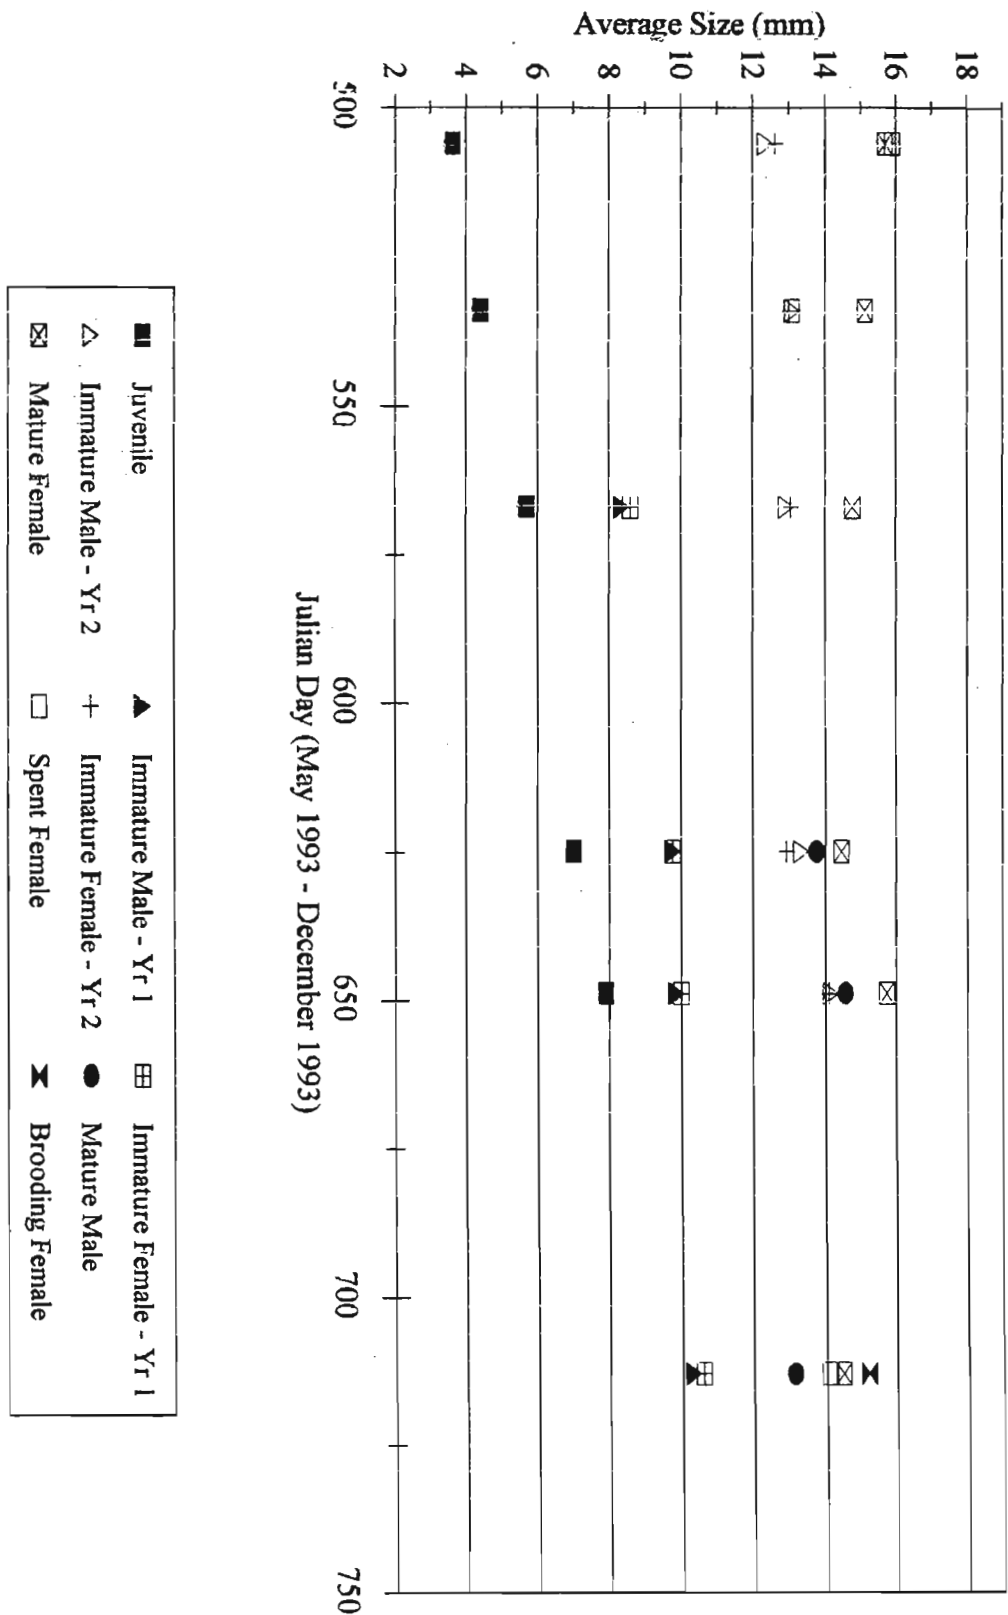 Average Size (mm)
18
16
14
12
10
8
6
4
2
500
550
600
650
700
750
Julian Day (May 1993 - December 1993)
Juvenile
Immature Male - Yr 1
Immature Female - Yr 1
Immature Male - Yr 2
Immature Female - Yr 2
Mature Male
Mature Female
Spent Female
Brooding Female